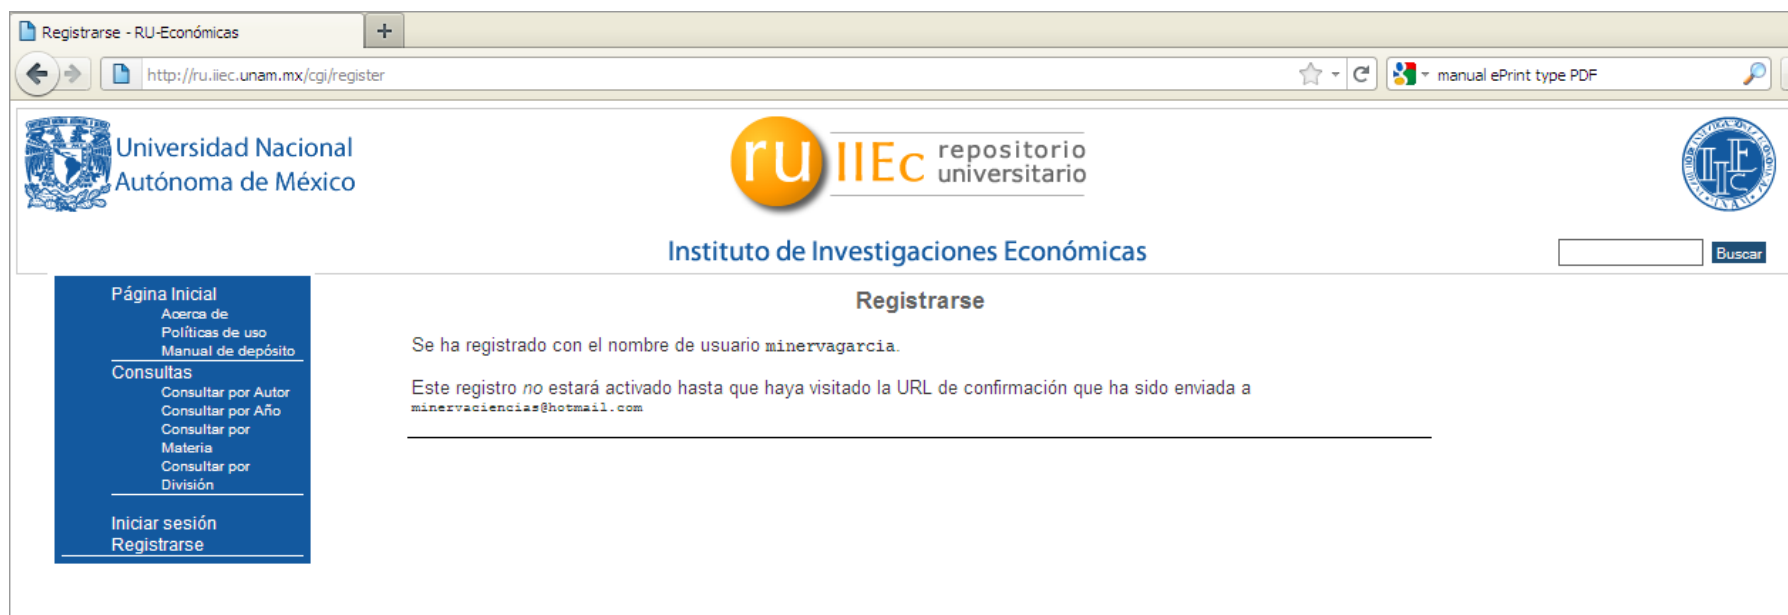 Registrarse - RU-Económicas
http://ru.iiec.unam.mx/cgi/register
manual ePrint type PDF
Universidad Nacional
Autónoma de México
ru IIEc repositorio
universitario
Instituto de Investigaciones Económicas
Buscar
Página Inicial
Acerca de
Políticas de uso
Manual de depósito
Consultas
Consultar por Autor
Consultar por Año
Consultar por
Materia
Consultar por
División
Iniciar sesión
Registrarse
Registrarse
Se ha registrado con el nombre de usuario minervagarcia.
Este registro no estará activado hasta que haya visitado la URL de confirmación que ha sido enviada a
minervaciencias@hotmail.com